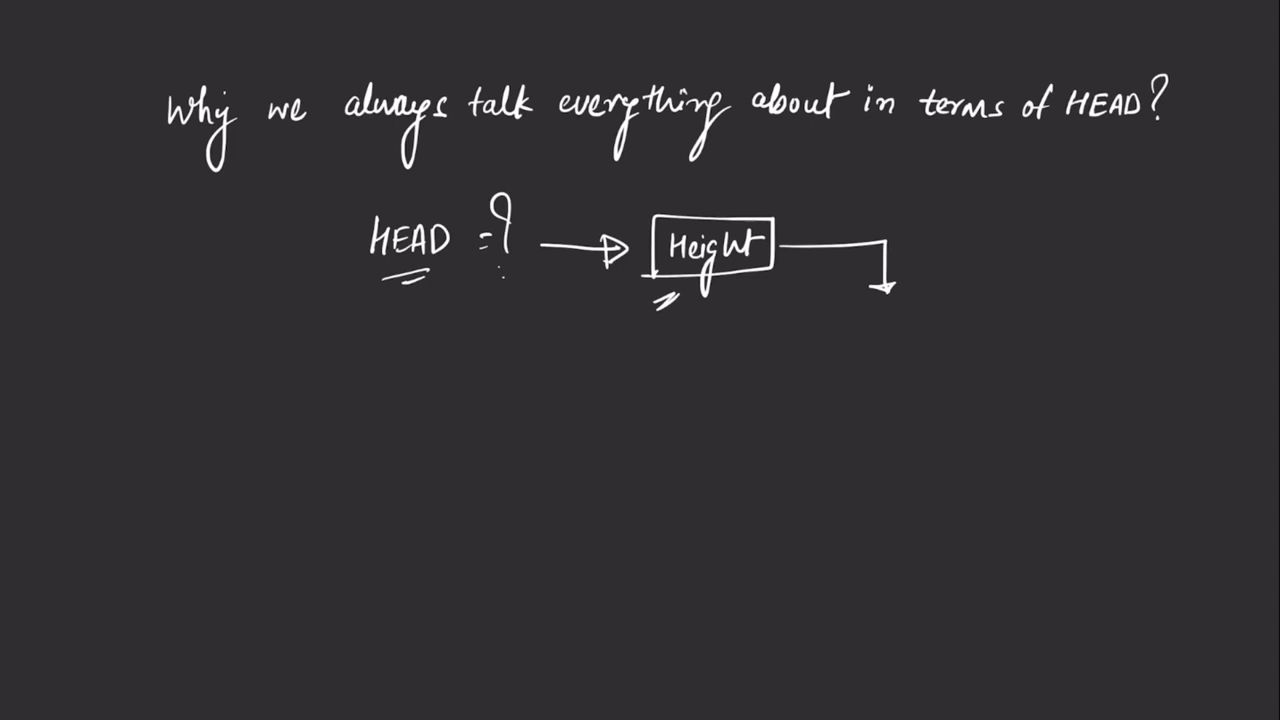 Why we always talk everything about in terms of HEAD?
HEAD = ? Height